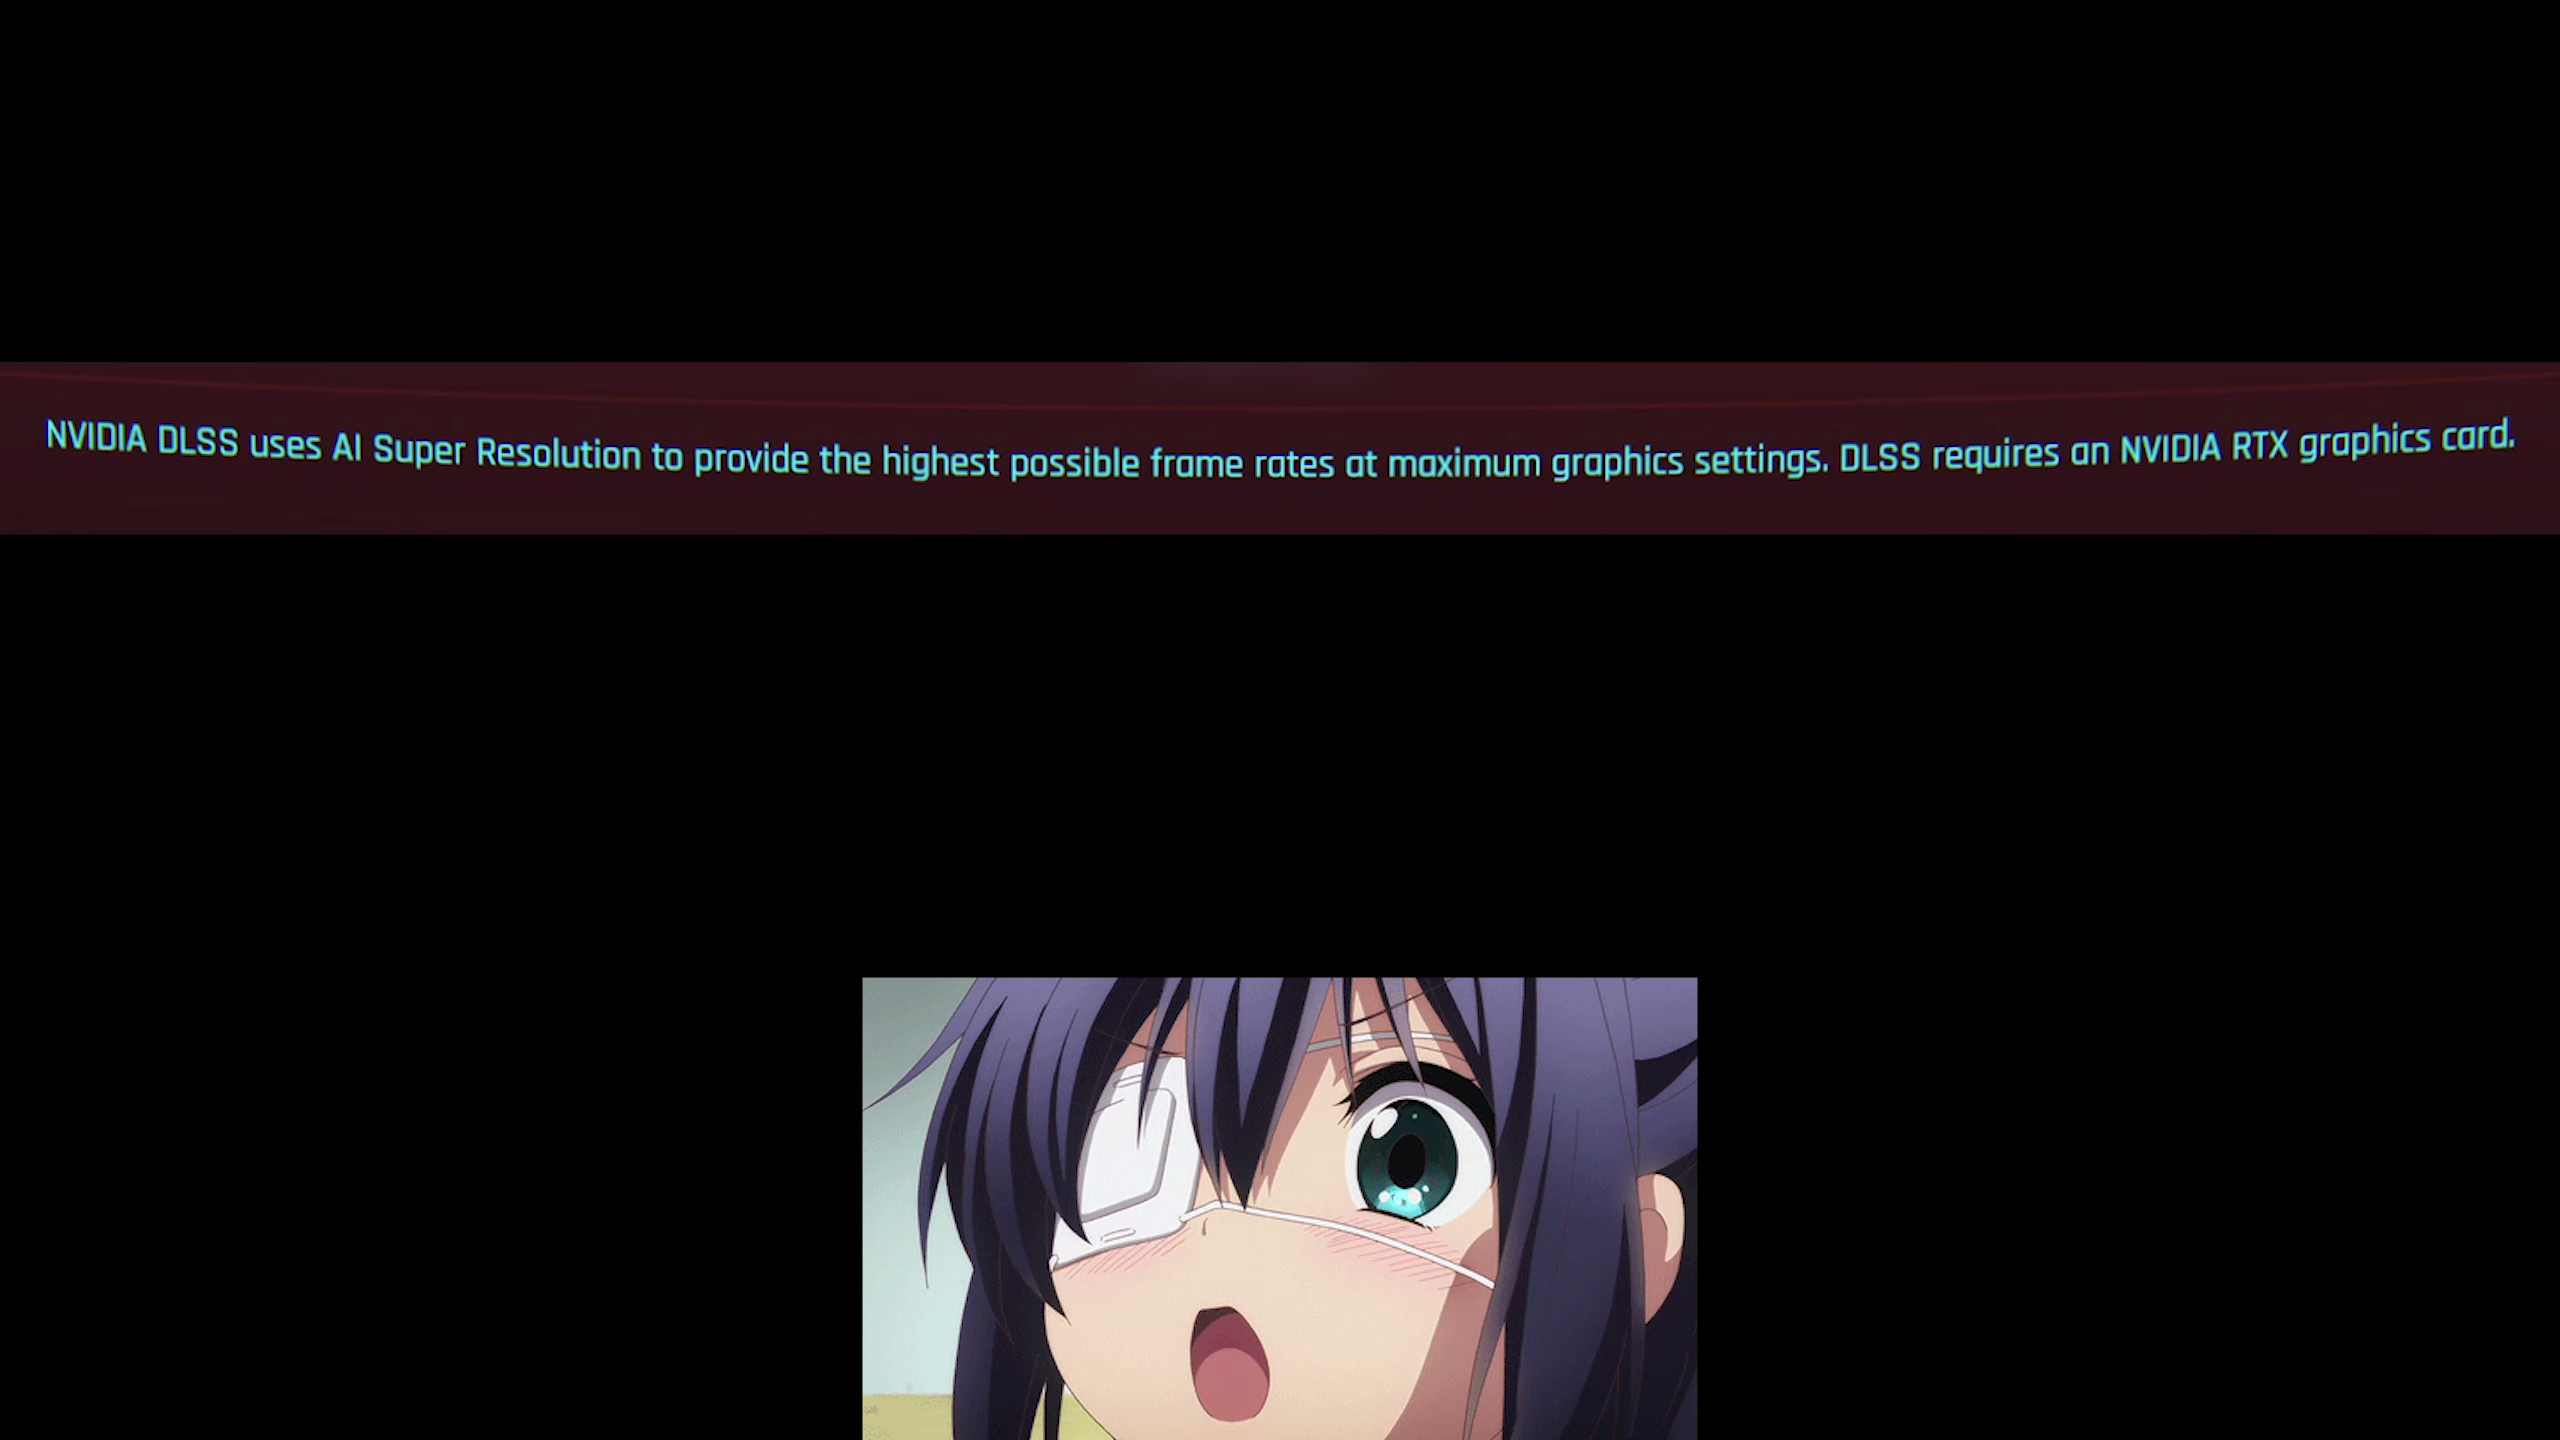 NVIDIA DLSS uses AI Super Resolution to provide the highest possible frame rates at maximum graphics settings. DLSS requires an NVIDIA RTX graphics card.